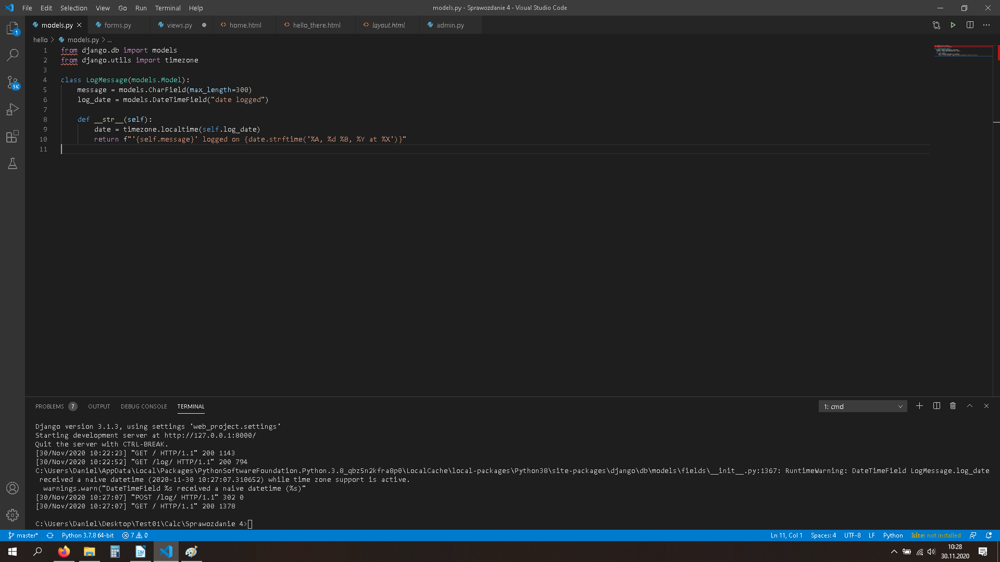 File Edit Selection View Go Run Terminal Help models.py - Sprawozdanie 4 - Visual Studio Code
models.py forms.py views.py home.html hello_there.html layout.html admin.py
hello > models.py > ...
1 from django.db import models
2 from django.utils import timezone
3
4 class LogMessage(models.Model):
5 message = models.CharField(max_length=300)
6 log_date = models.DateTimeField("date logged")
7
8 def __str__(self):
9 date = timezone.localtime(self.log_date)
10 return f"'{self.message}' logged on {date.strftime('%A, %d %B, %Y at %X')}"
11
1
5K
PROBLEMS 7 OUTPUT DEBUG CONSOLE TERMINAL 1: cmd
Django version 3.1.3, using settings 'web_project.settings'
Starting development server at http://127.0.0.1:8000/
Quit the server with CTRL-BREAK.
[30/Nov/2020 10:22:23] "GET / HTTP/1.1" 200 1143
[30/Nov/2020 10:22:52] "GET /log/ HTTP/1.1" 200 794
C:\Users\Daniel\AppData\Local\Packages\PythonSoftwareFoundation.Python.3.8_qbz5n2kfra8p0\LocalCache\local-packages\Python38\site-packages\django\db\models\fields\__init__.py:1367: RuntimeWarning: DateTimeField LogMessage.log_date
received a naive datetime (2020-11-30 10:27:07.310652) while time zone support is active.
warnings.warn("DateTimeField %s received a naive datetime (%s)"
[30/Nov/2020 10:27:07] "POST /log/ HTTP/1.1" 302 0
[30/Nov/2020 10:27:07] "GET / HTTP/1.1" 200 1378
C:\Users\Daniel\Desktop\Test01\Calc\Sprawozdanie 4>
master* Python 3.7.8 64-bit 7 0 Ln 11, Col 1 Spaces: 4 UTF-8 LF Python kite: not installed
10:28
30.11.2020